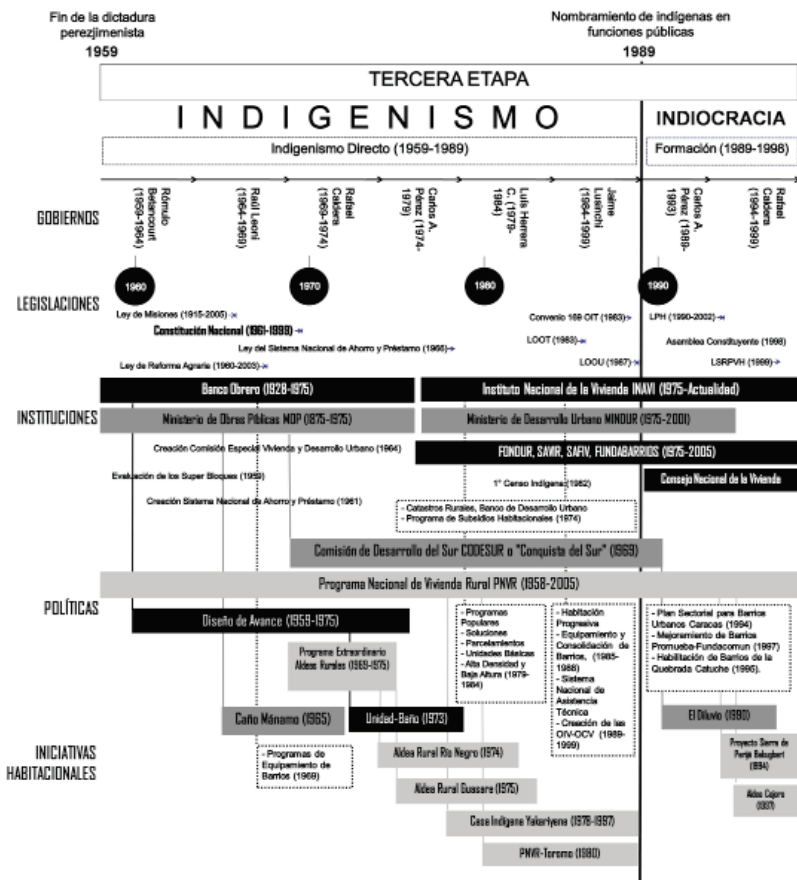 Fin de la dictadura
perezjimenista
1959
Nombramiento de indígenas en
funciones públicas
1989
TERCERA ETAPA
INDIGENISMO
INDIOCRACIA
Indigenismo Directo (1959-1989)
Formación (1989-1998)
GOBIERNOS
Rómulo
Betancourt
(1959-1964)
Raúl Leoni
(1964-1969)
Rafael
Caldera
(1969-1974)
Carlos A.
Pérez (1974-
1979)
Luis Herrera
C. (1979-
1984)
Jaime
Lusinchi
(1984-1999)
Carlos A.
Pérez (1989-
1993)
Rafael
Caldera
(1994-1999)
1960
1970
1980
1990
LEGISLACIONES
Ley de Misiones (1915-2005)
Constitución Nacional (1961-1999)
Ley del Sistema Nacional de Ahorro y Préstamo (1966)
Ley de Reforma Agraria (1960-2003)
Convenio 169 OIT (1983)
LOOT (1983)
LOOU (1987)
LPH (1990-2002)
Asamblea Constituyente (1998)
LSRPVH (1999)
INSTITUCIONES
Banco Obrero (1928-1975)
Instituto Nacional de la Vivienda INAVI (1975-Actualidad)
Ministerio de Obras Públicas MOP (1875-1975)
Ministerio de Desarrollo Urbano MINDUR (1975-2001)
Creación Comisión Especial Vivienda y Desarrollo Urbano (1964)
FONDUR, SAVIR, SAFIV, FUNDABARRIOS (1975-2005)
Evaluación de los Super Bloques (1959)
1° Censo Indígena (1982)
Consejo Nacional de la Vivienda
Creación Sistema Nacional de Ahorro y Préstamo (1961)
- Catastros Rurales, Banco de Desarrollo Urbano
- Programa de Subsidios Habitacionales (1974)
Comisión de Desarrollo del Sur CODESUR o "Conquista del Sur" (1969)
Programa Nacional de Vivienda Rural PNVR (1958-2005)
POLÍTICAS
Diseño de Avance (1959-1975)
Programa Extraordinario
Aldeas Rurales (1969-1975)
- Programas
Populares
- Soluciones
- Parcelamientos
- Unidades Básicas
- Alta Densidad y
Baja Altura (1979-
1984)
- Habitación
Progresiva
- Equipamiento y
Consolidación de
Barrios, (1985-
1988)
- Sistema
Nacional de
Asistencia
Técnica
- Creación de las
OIV-OCV (1989-
1999)
- Plan Sectorial para Barrios
Urbanos Caracas (1994)
- Mejoramiento de Barrios
Promueba-Fundacomun (1997)
- Habilitación de Barrios de la
Quebrada Catuche (1995).
INICIATIVAS
HABITACIONALES
Caño Mánamo (1965)
Unidad-Baño (1973)
El Diluvio (1990)
- Programas de
Equipamiento de
Barrios (1969)
Aldea Rural Río Negro (1974)
Proyecto Sierra de
Perijá
(1994)
Aldea Rural Guasare (1975)
Aldea Cojoro
(1997)
Casa Indígena Yakariyena (1978-1997)
PNVR-Toromo (1980)